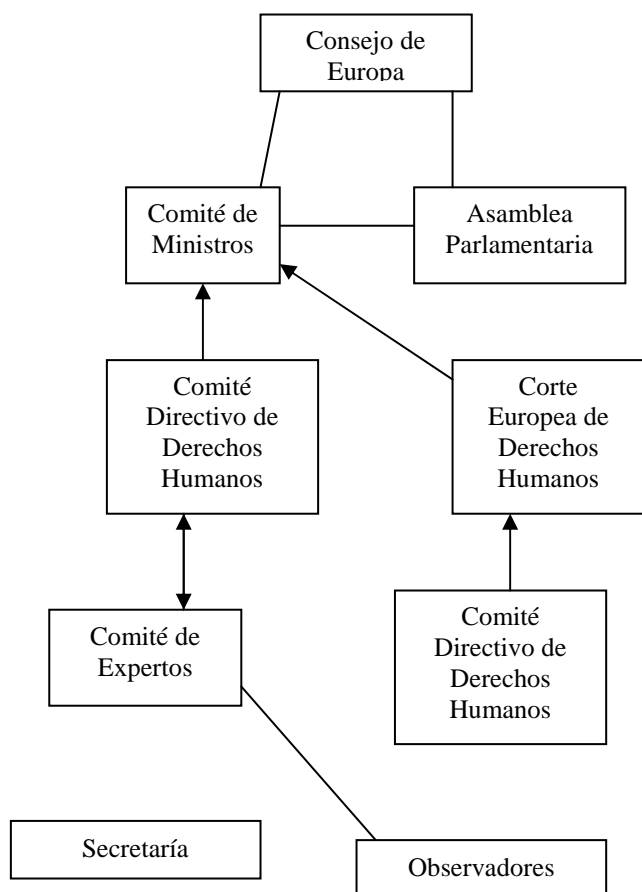 Consejo de
Europa
Comité de
Ministros
Asamblea
Parlamentaria
Comité
Directivo de
Derechos
Humanos
Corte
Europea de
Derechos
Humanos
Comité de
Expertos
Comité
Directivo de
Derechos
Humanos
Secretaría
Observadores